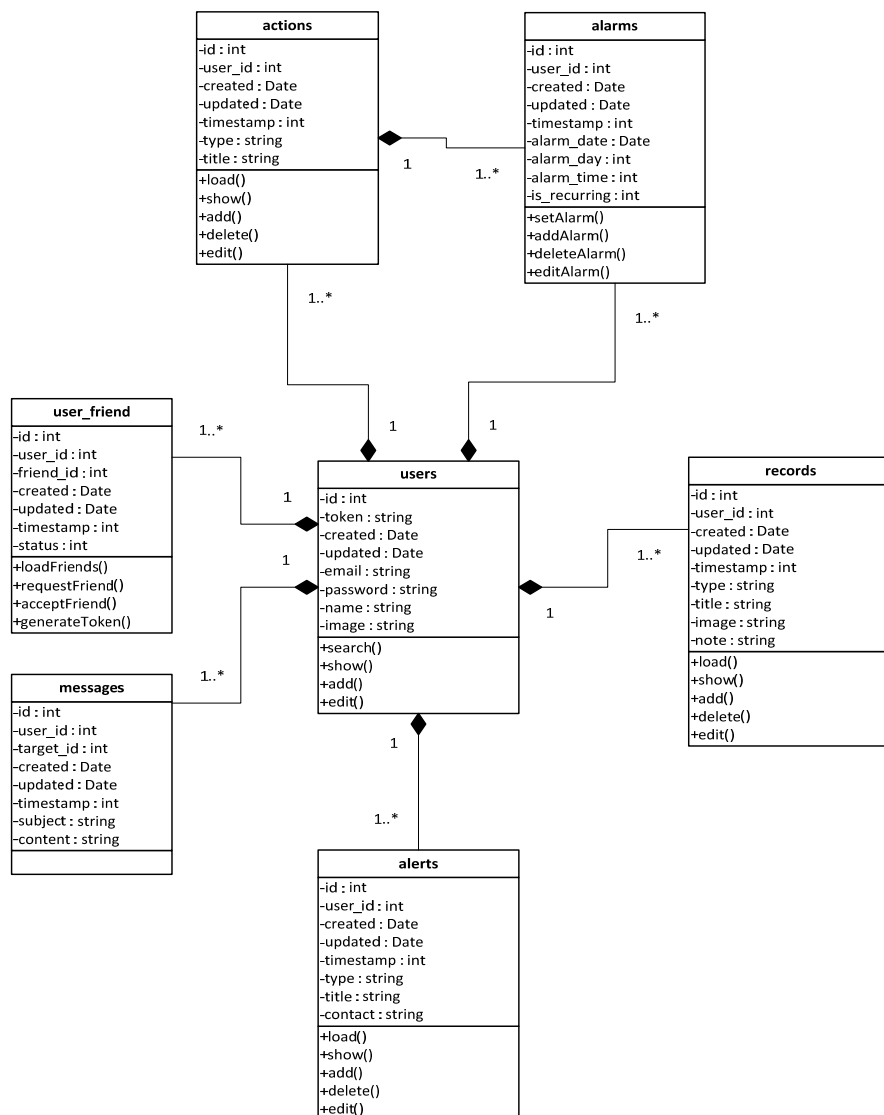 actions
-id : int
-user_id : int
-created : Date
-updated : Date
-timestamp : int
-type : string
-title : string
+load()
+show()
+add()
+delete()
+edit()
1
1..*
alarms
-id : int
-user_id : int
-created : Date
-updated : Date
-timestamp : int
-alarm_date : Date
-alarm_day : int
-alarm_time : int
-is_recurring : int
+setAlarm()
+addAlarm()
+deleteAlarm()
+editAlarm()
1..*
1..*
1
1
user_friend
-id : int
-user_id : int
-friend_id : int
-created : Date
-updated : Date
-timestamp : int
-status : int
+loadFriends()
+requestFriend()
+acceptFriend()
+generateToken()
1..*
1
1
1..*
messages
-id : int
-user_id : int
-target_id : int
-created : Date
-updated : Date
-timestamp : int
-subject : string
-content : string
users
-id : int
-token : string
-created : Date
-updated : Date
-email : string
-password : string
-name : string
-image : string
+search()
+show()
+add()
+edit()
1
1..*
records
-id : int
-user_id : int
-created : Date
-updated : Date
-timestamp : int
-type : string
-title : string
-image : string
-note : string
+load()
+show()
+add()
+delete()
+edit()
1
1..*
alerts
-id : int
-user_id : int
-created : Date
-updated : Date
-timestamp : int
-type : string
-title : string
-contact : string
+load()
+show()
+add()
+delete()
+edit()